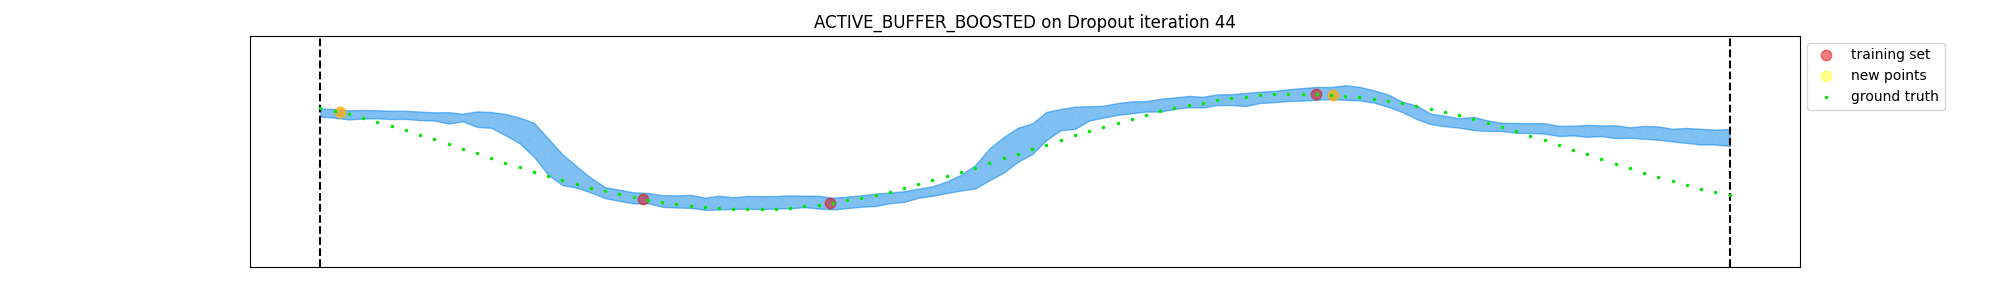 ACTIVE_BUFFER_BOOSTED on Dropout iteration 44
training set
new points
ground truth